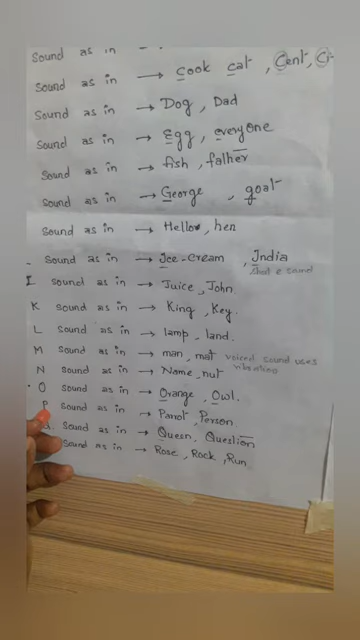 Sound as in
Sound as in → Cook cat , Cent, Ci
Sound as in → Dog, Dad
Sound as in → Egg, everyone
Sound as in → fish, father
Sound as in → George , goat
Sound as in → Hello, hen
Sound as in → Ice-cream , India
Short e sound
I sound as in → Juice, John.
K sound as in → King, Key.
L sound as in → lamp, land.
M sound as in → man, mat voiced sound uses
N sound as in → Name, nut vibration
O sound as in → Orange, Owl.
P sound as in → Parrot, Person
Q. Sound as in → Queen, Question
Sound as in → Rose, Rock, Run